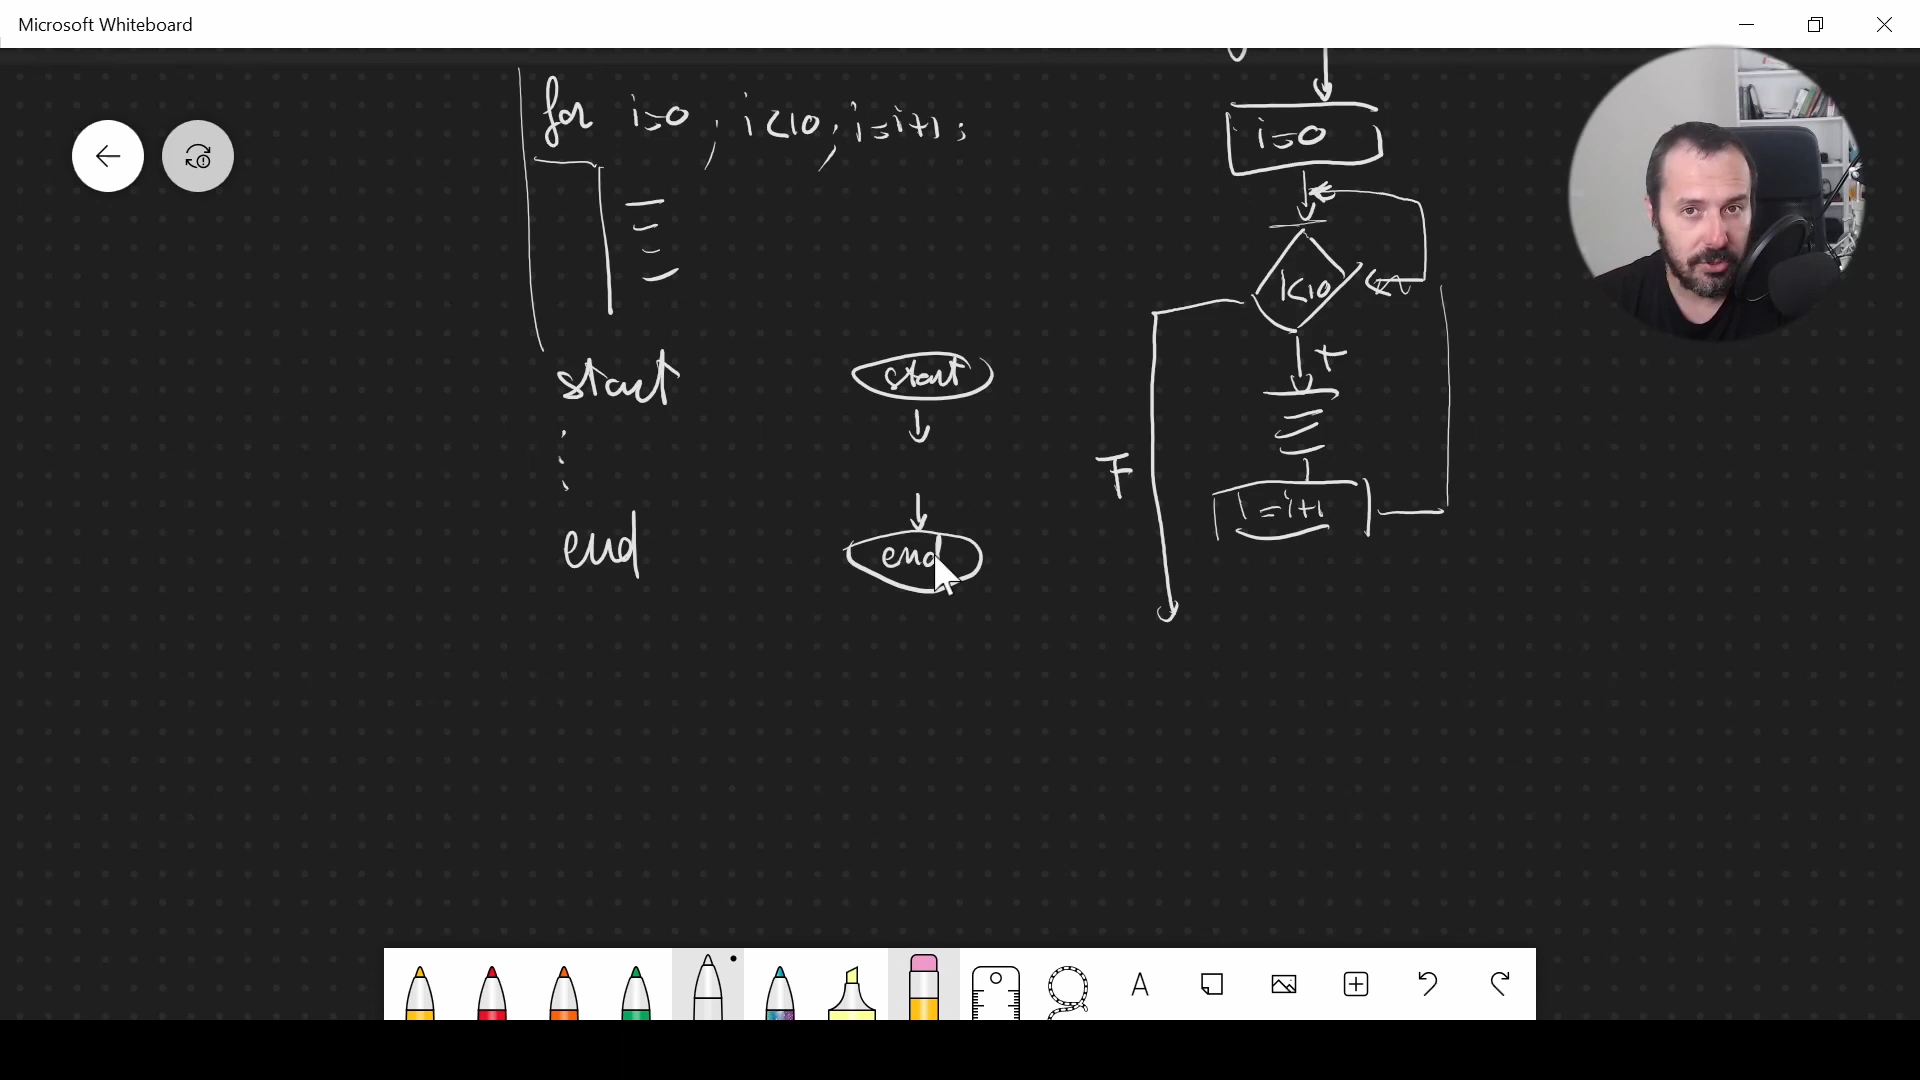 Microsoft Whiteboard
for i=0 ; i<10 ; i=i+1 ;
i=0
i<10
T
start
start
F
i=i+1
end
end
A